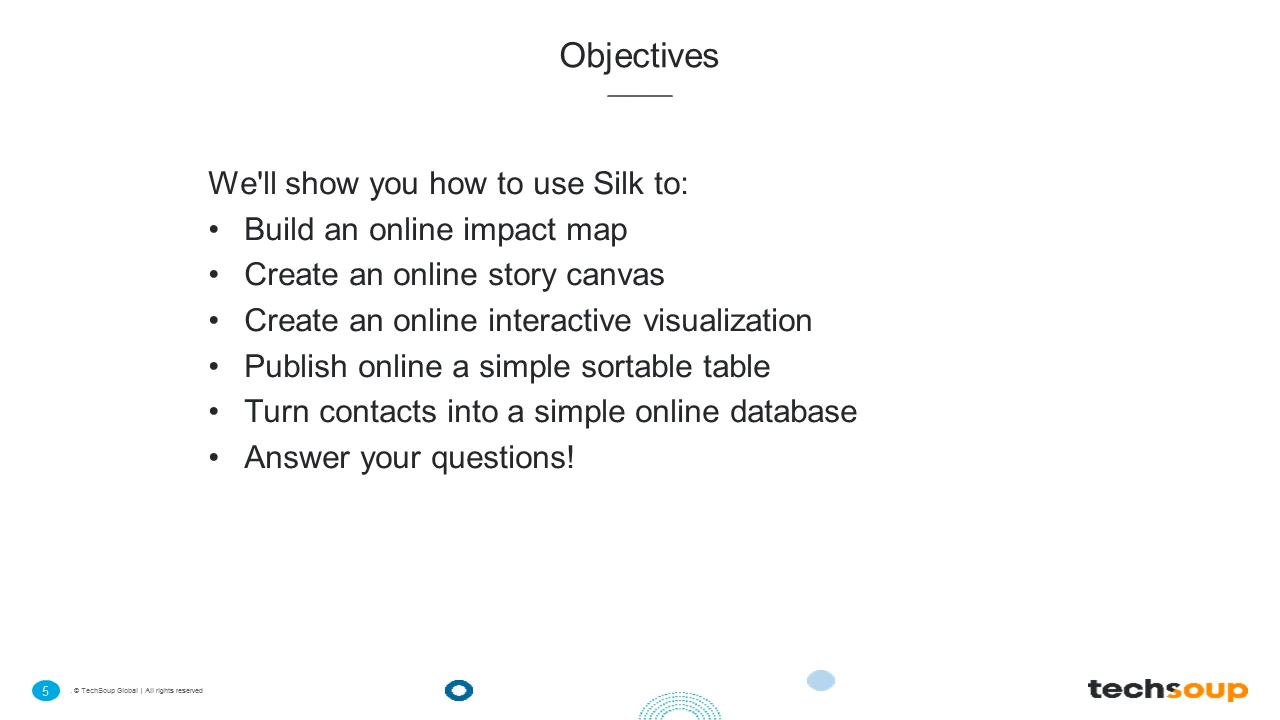 Objectives
We'll show you how to use Silk to:
• Build an online impact map
• Create an online story canvas
• Create an online interactive visualization
• Publish online a simple sortable table
• Turn contacts into a simple online database
• Answer your questions!
5 . © TechSoup Global | All rights reserved
techsoup